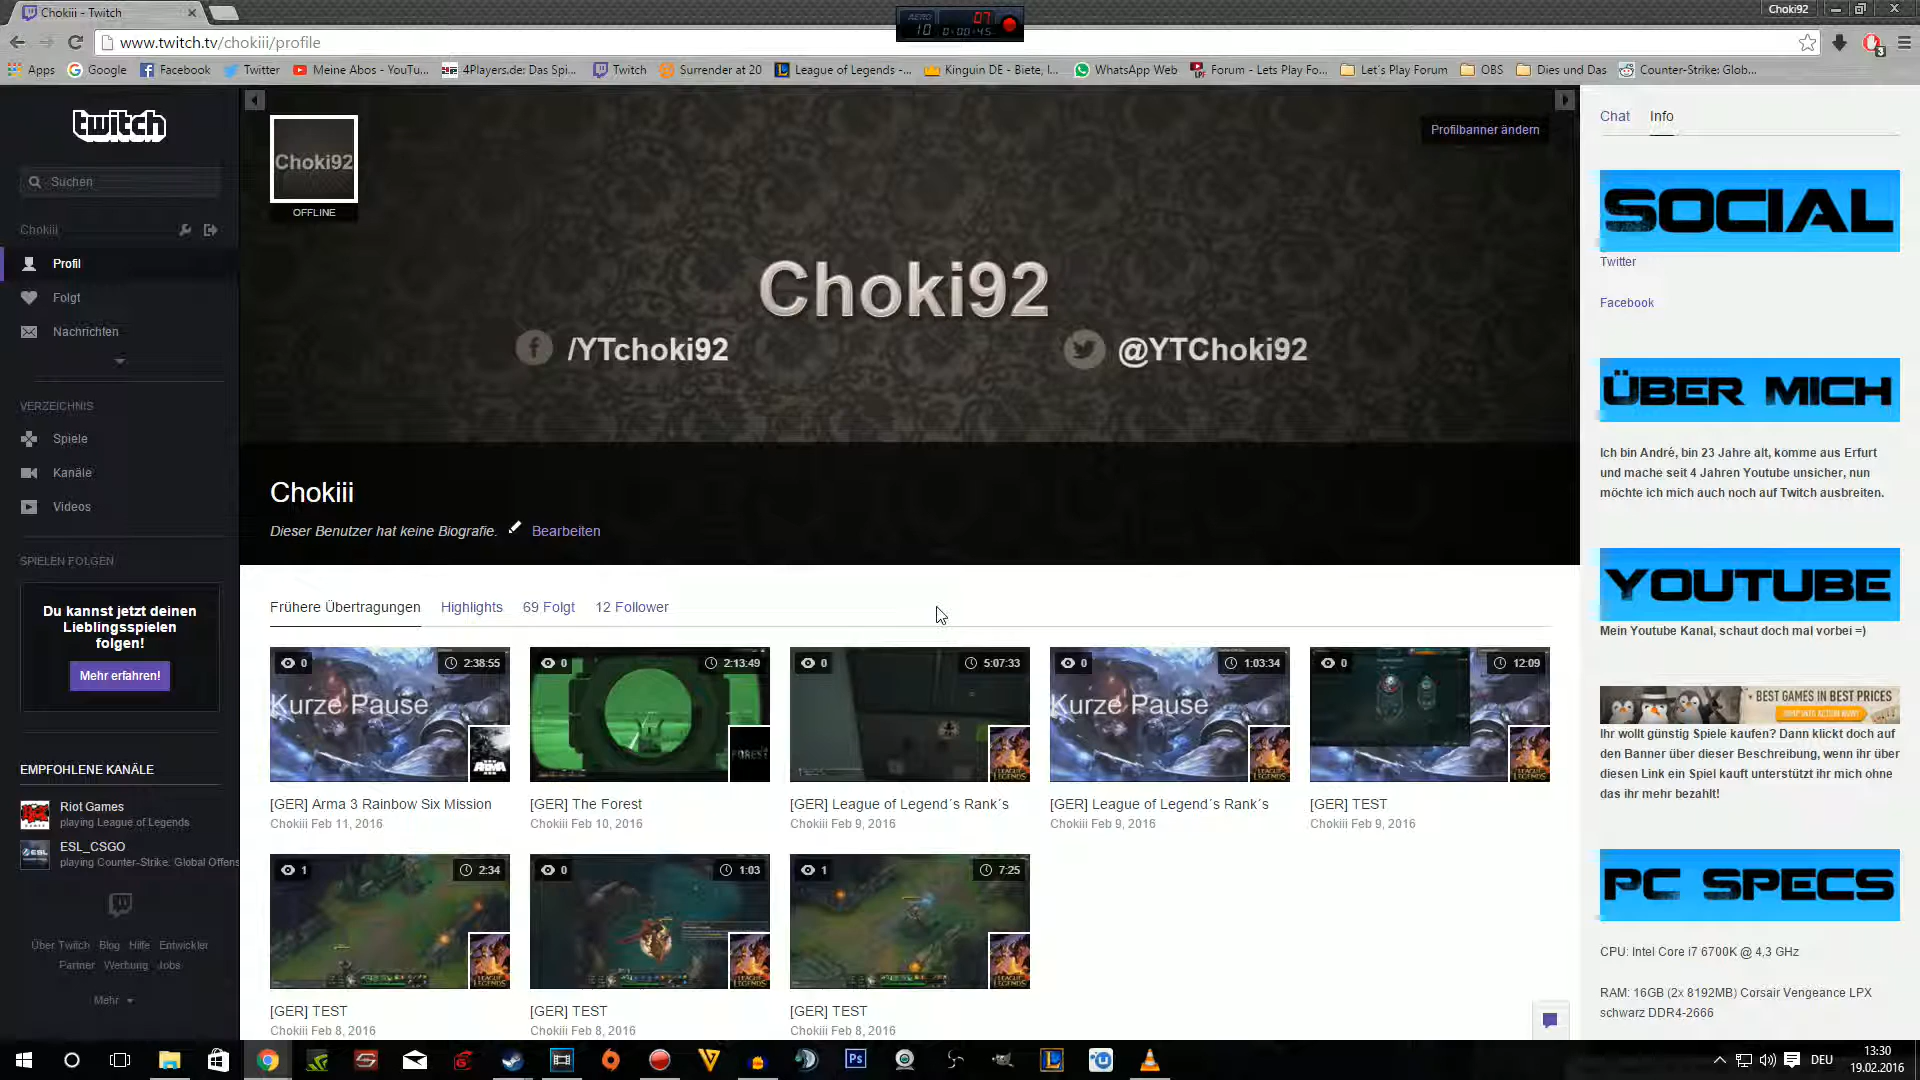 Chokiii - Twitch
Choki92
www.twitch.tv/chokiii/profile
Apps
Google
Facebook
Twitter
Meine Abos - YouTu...
4Players.de: Das Spi...
Twitch
Surrender at 20
League of Legends -...
Kinguin DE - Biete, I...
WhatsApp Web
Forum - Lets Play Fo...
Let´s Play Forum
OBS
Dies und Das
Counter-Strike: Glob...
twitch
Suchen
Chokiii
Profil
Folgt
Nachrichten
VERZEICHNIS
Spiele
Kanäle
Videos
SPIELEN FOLGEN
Du kannst jetzt deinen
Lieblingsspielen
folgen!
Mehr erfahren!
EMPFOHLENE KANÄLE
Riot Games
playing League of Legends
ESL_CSGO
playing Counter-Strike: Global Offens
Über Twitch Blog Hilfe Entwickler
Partner Werbung Jobs
Mehr
Choki92
OFFLINE
Profilbanner ändern
Choki92
/YTchoki92
@YTChoki92
Chokiii
Dieser Benutzer hat keine Biografie. Bearbeiten
Frühere Übertragungen Highlights 69 Folgt 12 Follower
0 2:38:55
Kurze Pause
ARMA
[GER] Arma 3 Rainbow Six Mission
Chokiii Feb 11, 2016
0 2:13:49
[GER] The Forest
Chokiii Feb 10, 2016
0 5:07:33
[GER] League of Legend´s Rank´s
Chokiii Feb 9, 2016
0 1:03:34
Kurze Pause
[GER] League of Legend´s Rank´s
Chokiii Feb 9, 2016
0 12:09
[GER] TEST
Chokiii Feb 9, 2016
1 2:34
[GER] TEST
Chokiii Feb 8, 2016
0 1:03
[GER] TEST
Chokiii Feb 8, 2016
1 7:25
[GER] TEST
Chokiii Feb 8, 2016
Chat Info
SOCIAL
Twitter
Facebook
ÜBER MICH
Ich bin André, bin 23 Jahre alt, komme aus Erfurt
und mache seit 4 Jahren Youtube unsicher, nun
möchte ich mich auch noch auf Twitch ausbreiten.
YOUTUBE
Mein Youtube Kanal, schaut doch mal vorbei =)
BEST GAMES IN BEST PRICES
Ihr wollt günstig Spiele kaufen? Dann klickt doch auf
den Banner über dieser Beschreibung, wenn ihr über
diesen Link ein Spiel kauft unterstützt ihr mich ohne
das ihr mehr bezahlt!
PC SPECS
CPU: Intel Core i7 6700K @ 4,3 GHz
RAM: 16GB (2x 8192MB) Corsair Vengeance LPX
schwarz DDR4-2666
DEU
13:30
19.02.2016